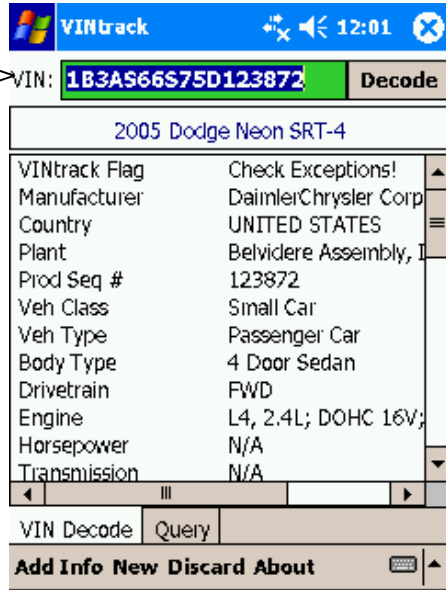 VINtrack 12:01
VIN: 1B3AS66S75D123872 Decode
2005 Dodge Neon SRT-4
VINtrack Flag Check Exceptions!
Manufacturer DaimlerChrysler Corp
Country UNITED STATES
Plant Belvidere Assembly, I
Prod Seq # 123872
Veh Class Small Car
Veh Type Passenger Car
Body Type 4 Door Sedan
Drivetrain FWD
Engine L4, 2.4L; DOHC 16V;
Horsepower N/A
Transmission N/A
VIN Decode Query
Add Info New Discard About